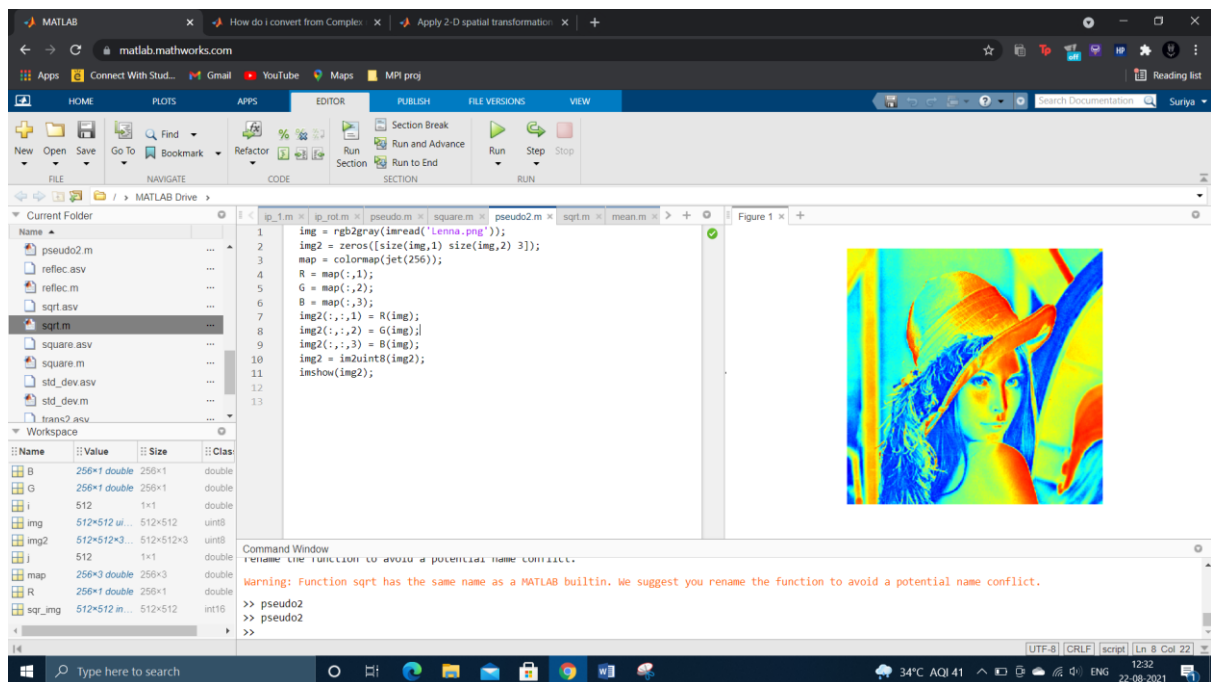 MATLAB × How do i convert from Complex × Apply 2-D spatial transformation × +
matlab.mathworks.com
Apps Connect With Stud... Gmail YouTube Maps MPI proj Reading list
HOME PLOTS APPS EDITOR PUBLISH FILE VERSIONS VIEW Search Documentation Suriya
New Open Save Go To Find Bookmark Refactor Run Section Section Break Run and Advance Run to End Run Step Stop
FILE NAVIGATE CODE SECTION RUN
/ › MATLAB Drive ›
Current Folder
Name
pseudo2.m ...
reflec.asv ...
reflec.m ...
sqrt.asv ...
sqrt.m ...
square.asv ...
square.m ...
std_dev.asv ...
std_dev.m ...
trans2.asv ...
Workspace
Name Value Size Clas
B 256×1 double 256×1 double
G 256×1 double 256×1 double
i 512 1×1 double
img 512×512 ui... 512×512 uint8
img2 512×512×3... 512×512×3 uint8
j 512 1×1 double
map 256×3 double 256×3 double
R 256×1 double 256×1 double
sqr_img 512×512 in... 512×512 int16
ip_1.m × ip_rot.m × pseudo.m × square.m × pseudo2.m × sqrt.m × mean.m × > +
1 img = rgb2gray(imread('Lenna.png'));
2 img2 = zeros([size(img,1) size(img,2) 3]);
3 map = colormap(jet(256));
4 R = map(:,1);
5 G = map(:,2);
6 B = map(:,3);
7 img2(:,:,1) = R(img);
8 img2(:,:,2) = G(img);
9 img2(:,:,3) = B(img);
10 img2 = im2uint8(img2);
11 imshow(img2);
12
13
Figure 1 × +
Command Window
rename the function to avoid a potential name conflict.
Warning: Function sqrt has the same name as a MATLAB builtin. We suggest you rename the function to avoid a potential name conflict.
>> pseudo2
>> pseudo2
>>
UTF-8 CRLF script Ln 8 Col 22
Type here to search 34°C AQI 41 ENG 12:32
22-08-2021